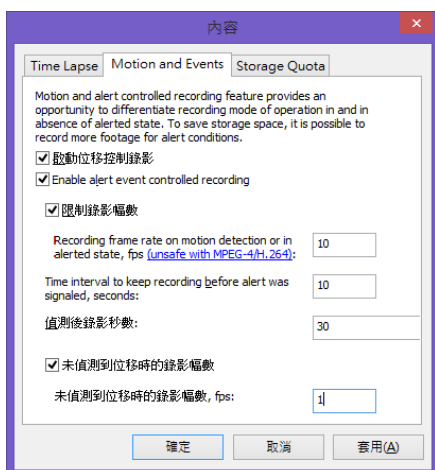 內容
Time Lapse Motion and Events Storage Quota
Motion and alert controlled recording feature provides an
opportunity to differentiate recording mode of operation in and in
absence of alerted state. To save storage space, it is possible to
record more footage for alert conditions.
啟動位移控制錄影
Enable alert event controlled recording
限制錄影幅數
Recording frame rate on motion detection or in
alerted state, fps (unsafe with MPEG-4/H.264):
10
Time interval to keep recording before alert was
signaled, seconds:
10
值測後錄影秒數:
30
未偵測到位移時的錄影幅數
未偵測到位移時的錄影幅數, fps:
1
確定 取消 套用(A)